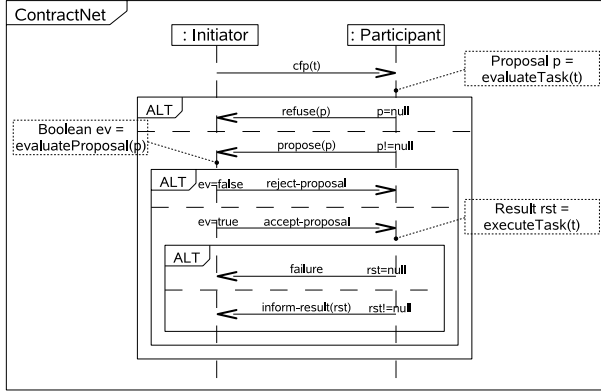 ContractNet
: Initiator
: Participant
cfp(t)
Proposal p =
evaluateTask(t)
ALT
refuse(p)
p=null
Boolean ev =
evaluateProposal(p)
propose(p)
p!=null
ALT
ev=false
reject-proposal
ev=true
accept-proposal
Result rst =
executeTask(t)
ALT
failure
rst=null
inform-result(rst)
rst!=null